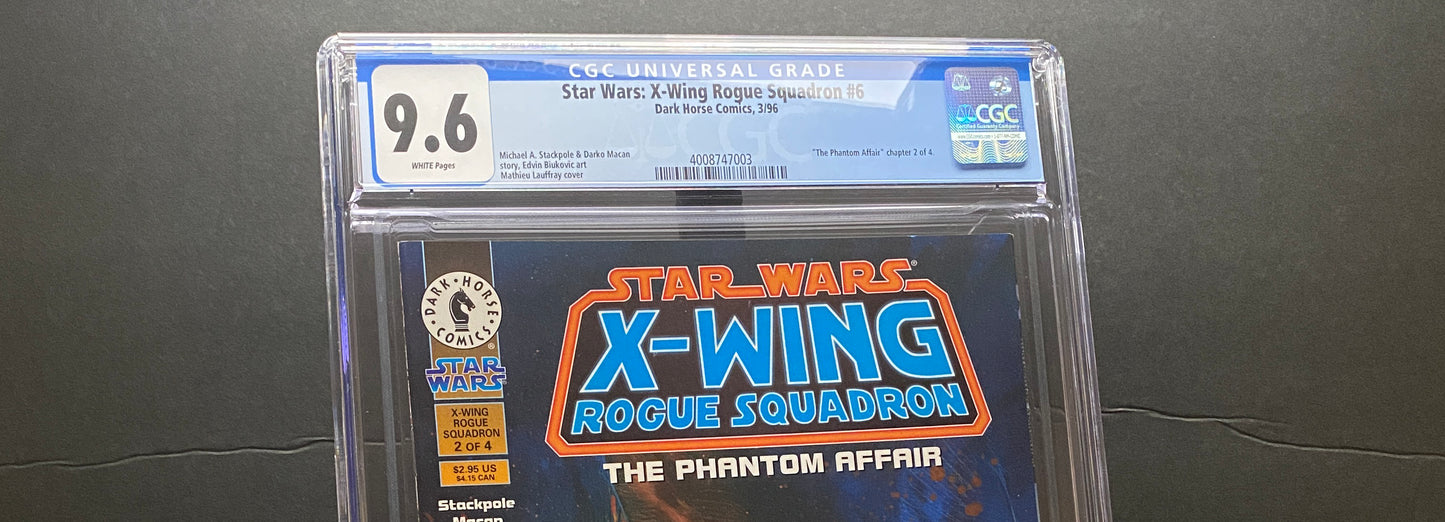 CGC UNIVERSAL GRADE
9.6
WHITE Pages
Star Wars: X-Wing Rogue Squadron #6
Dark Horse Comics, 3/96
Michael A. Stackpole & Darko Macan
story, Edvin Biukovic art
Mathieu Lauffray cover
4008747003
"The Phantom Affair" chapter 2 of 4
CGC
Certified Guaranty Company
DARK HORSE COMICS
STAR WARS
X-WING
ROGUE
SQUADRON
2 OF 4
$2.95 US
$4.15 CAN
Stackpole
Macan
STAR WARS®
X-WING
ROGUE SQUADRON
THE PHANTOM AFFAIR